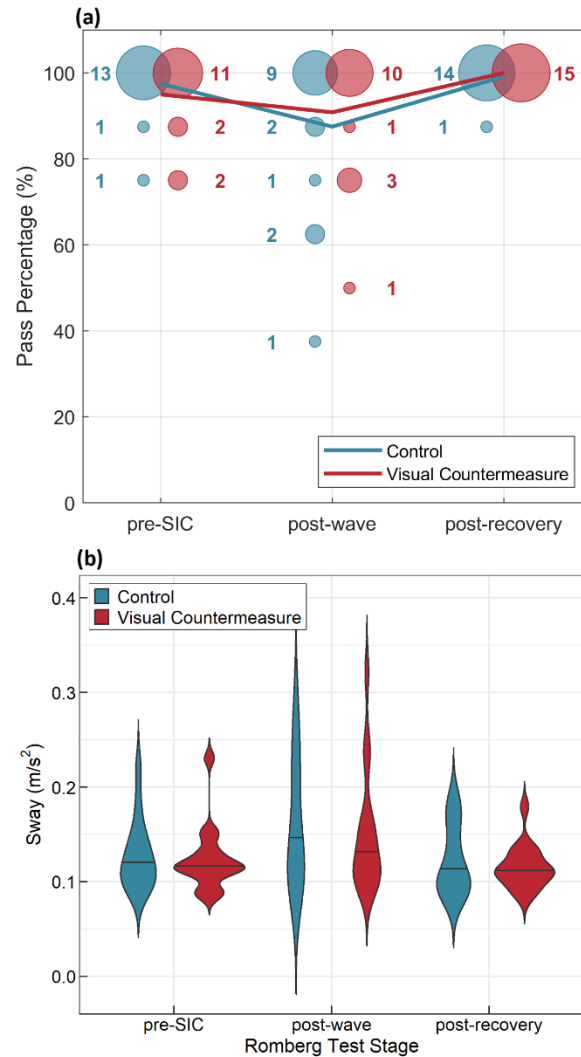 (a)
Pass Percentage (%)
100
80
60
40
20
0
13 11 9 10 14 15
1 2 2 1 1
1 2 1 3
2
1
1
Control
Visual Countermeasure
pre-SIC post-wave post-recovery
(b)
Control
Visual Countermeasure
Sway (m/s²)
0.4
0.3
0.2
0.1
0.0
pre-SIC post-wave post-recovery
Romberg Test Stage